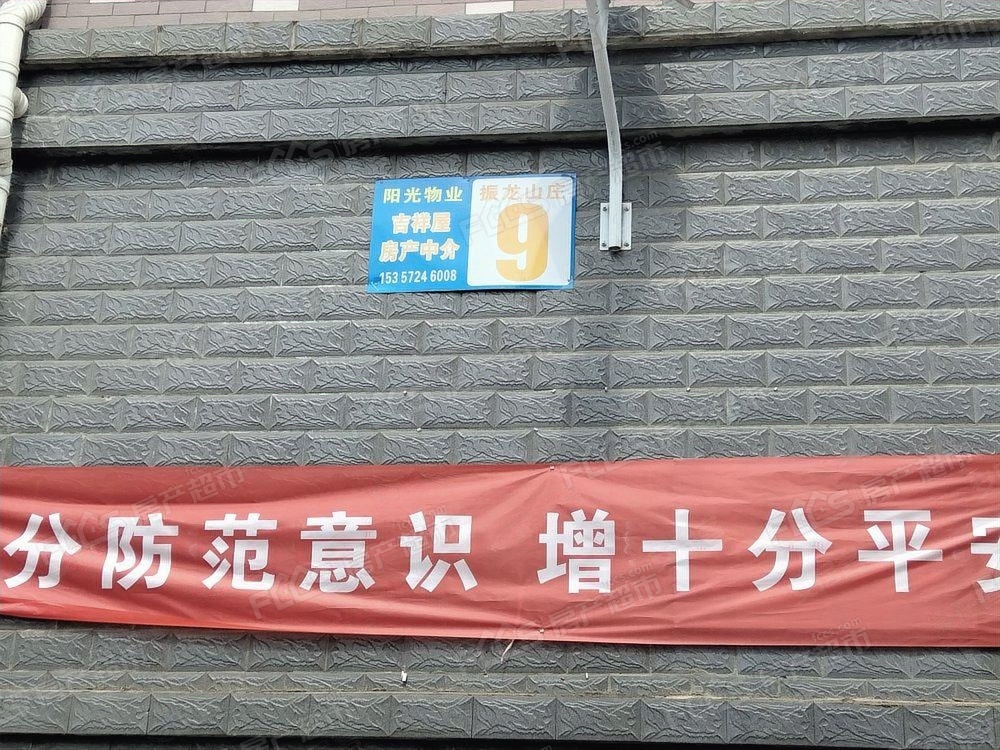 阳光物业
吉祥屋
房产中介
153 5724 6008
振龙山庄
9
分防范意识 增十分平安